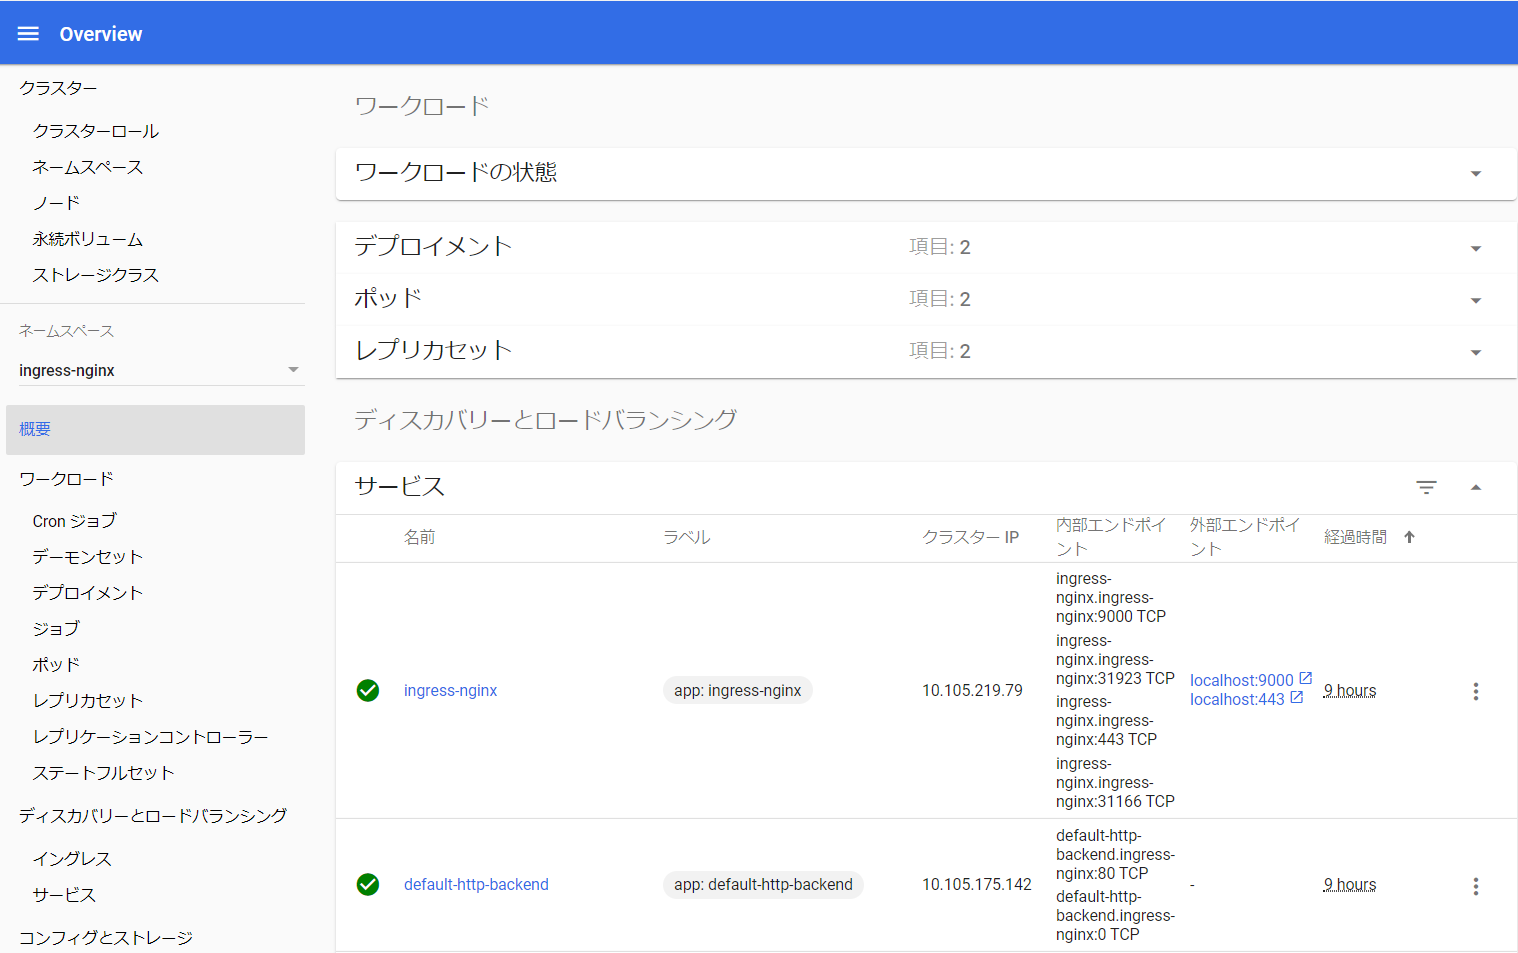 Overview
クラスター
クラスターロール
ネームスペース
ノード
永続ボリューム
ストレージクラス
ネームスペース
ingress-nginx
概要
ワークロード
Cron ジョブ
デーモンセット
デプロイメント
ジョブ
ポッド
レプリカセット
レプリケーションコントローラー
ステートフルセット
ディスカバリーとロードバランシング
イングレス
サービス
コンフィグとストレージ
ワークロード
ワークロードの状態
デプロイメント 項目: 2
ポッド 項目: 2
レプリカセット 項目: 2
ディスカバリーとロードバランシング
サービス
名前 ラベル クラスター IP 内部エンドポイ
ント 外部エンドポイ
ント 経過時間
ingress-nginx
app: ingress-nginx
10.105.219.79
ingress-
nginx.ingress-
nginx:9000 TCP
ingress-
nginx.ingress-
nginx:31923 TCP
ingress-
nginx.ingress-
nginx:443 TCP
ingress-
nginx.ingress-
nginx:31166 TCP
localhost:9000
localhost:443
9 hours
default-http-backend
app: default-http-backend
10.105.175.142
default-http-
backend.ingress-
nginx:80 TCP
default-http-
backend.ingress-
nginx:0 TCP
-
9 hours